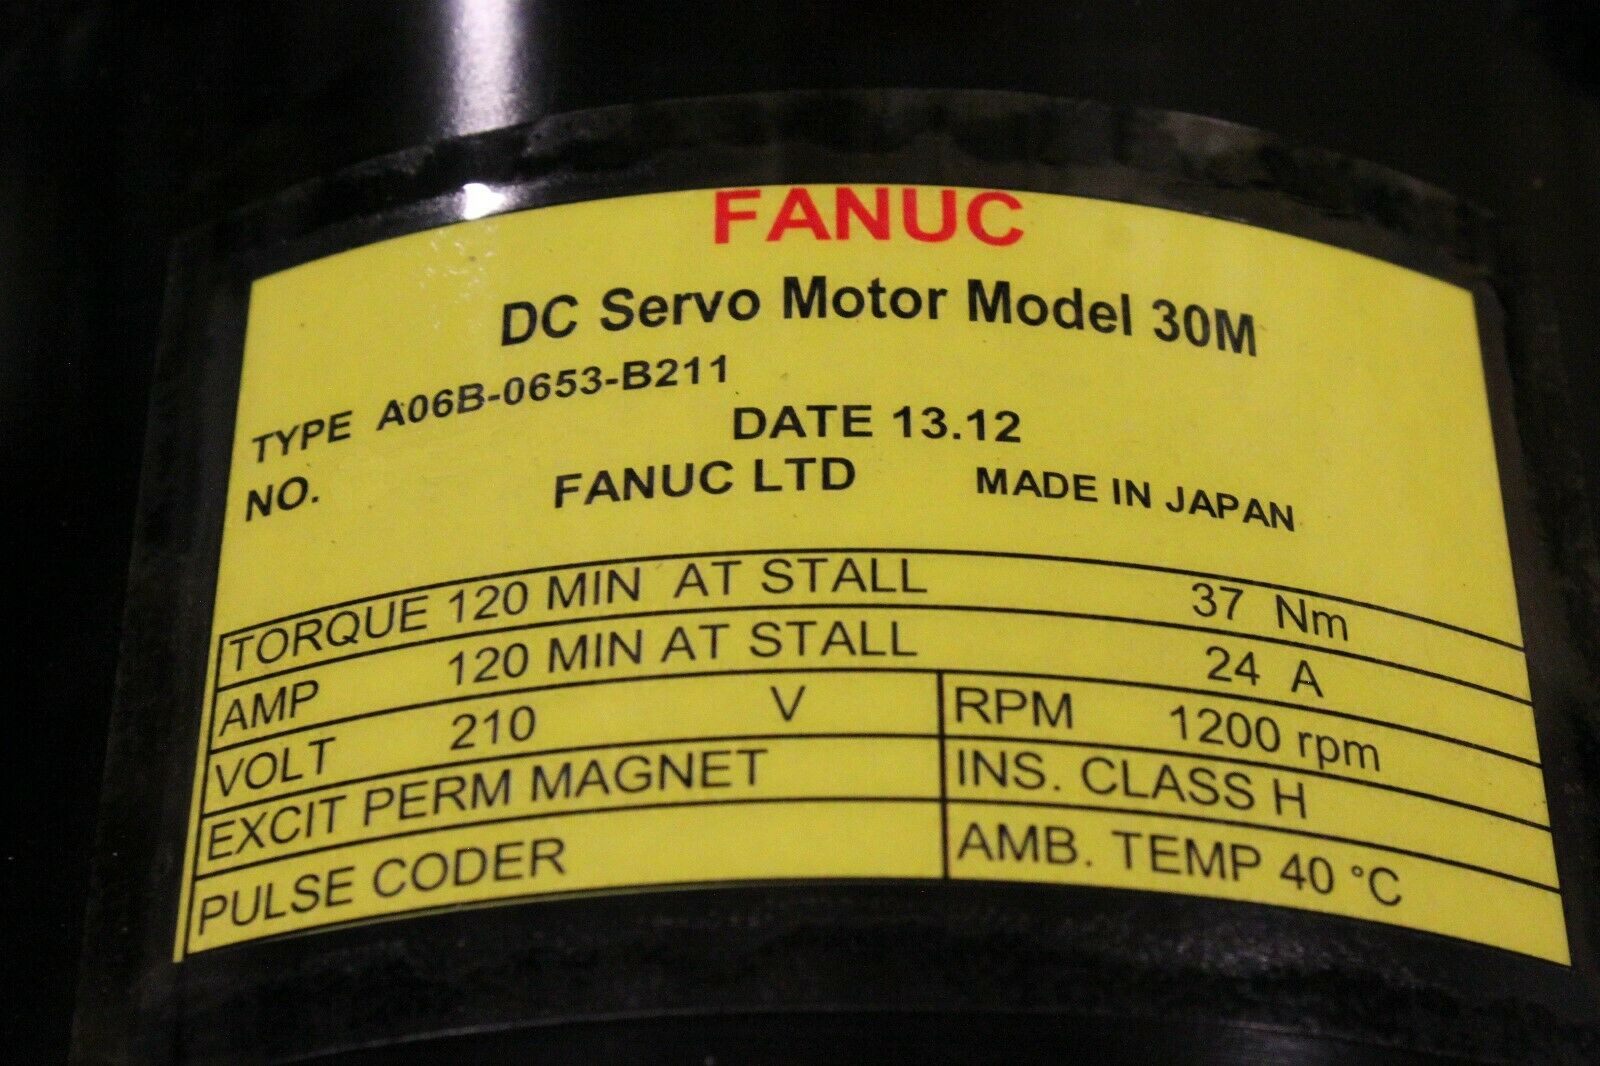 FANUC
DC Servo Motor Model 30M
TYPE A06B-0653-B211
DATE 13.12
NO. FANUC LTD MADE IN JAPAN
TORQUE 120 MIN AT STALL 37 Nm
AMP 120 MIN AT STALL 24 A
VOLT 210 V RPM 1200 rpm
EXCIT PERM MAGNET INS. CLASS H
PULSE CODER AMB. TEMP 40 °C